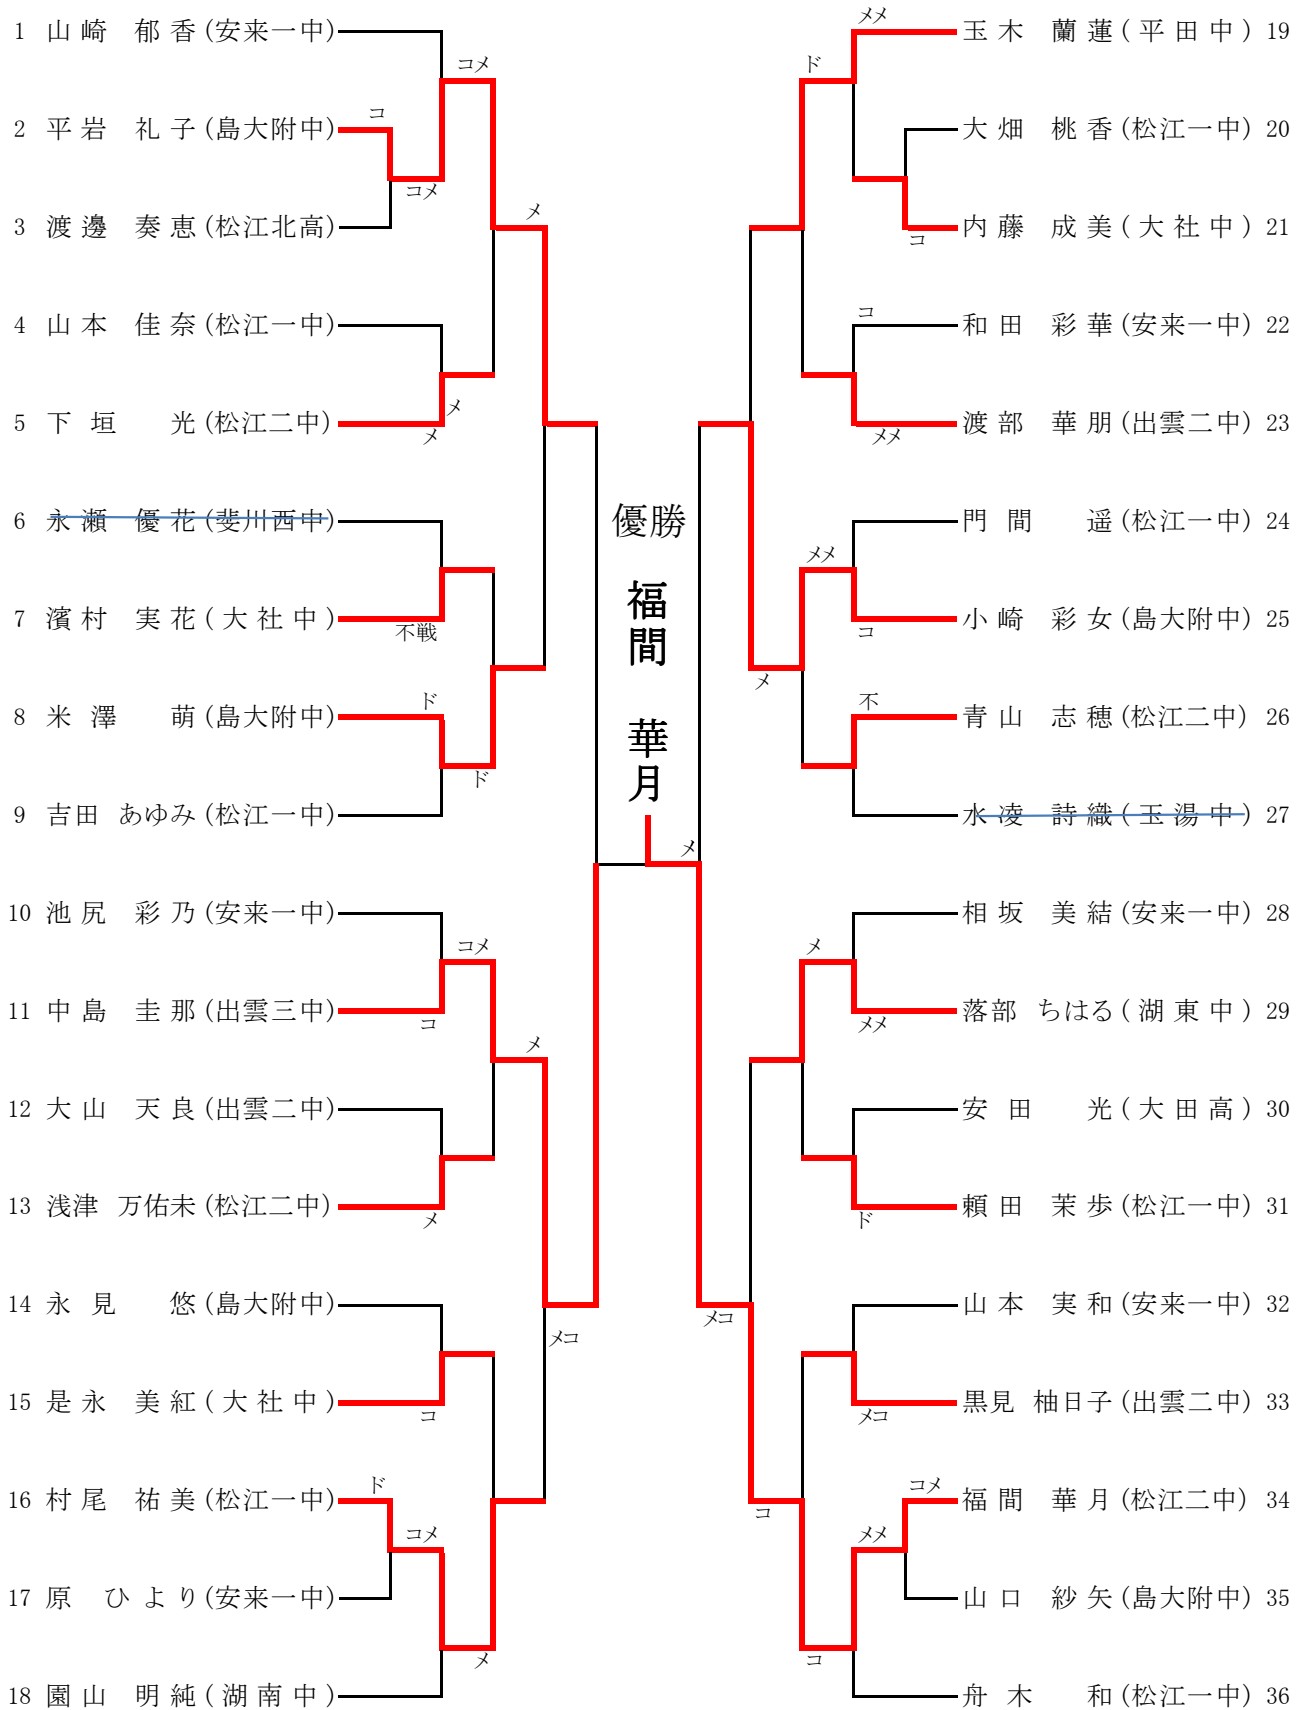 1 山崎 郁香(安来一中)
2 平岩 礼子(島大附中)
3 渡邊 奏恵(松江北高)
4 山本 佳奈(松江一中)
5 下垣 光(松江二中)
6 永瀬 優花(斐川西中)
7 濱村 実花(大社中)
8 米澤 萌(島大附中)
9 吉田 あゆみ(松江一中)
10 池尻 彩乃(安来一中)
11 中島 圭那(出雲三中)
12 大山 天良(出雲二中)
13 浅津 万佑未(松江二中)
14 永見 悠(島大附中)
15 是永 美紅(大社中)
16 村尾 祐美(松江一中)
17 原 ひより(安来一中)
18 園山 明純(湖南中)
コメ
コ
コメ
メ
メ
メ
不戦
ド
ド
コメ
コ
メ
メ
メコ
コ
ド
コメ
メ
優勝
福間 華月
メ
メメ
ド
コ
コ
メメ
メメ
コ
メ
不
メ
メメ
ド
メコ
メコ
コメ
コ
メメ
コ
玉木 蘭蓮(平田中) 19
大畑 桃香(松江一中) 20
内藤 成美(大社中) 21
和田 彩華(安来一中) 22
渡部 華朋(出雲二中) 23
門間 遥(松江一中) 24
小崎 彩女(島大附中) 25
青山 志穂(松江二中) 26
水凌 詩織(玉湯中) 27
相坂 美結(安来一中) 28
落部 ちはる(湖東中) 29
安田 光(大田高) 30
頼田 茉歩(松江一中) 31
山本 実和(安来一中) 32
黒見 柚日子(出雲二中) 33
福間 華月(松江二中) 34
山口 紗矢(島大附中) 35
舟木 和(松江一中) 36